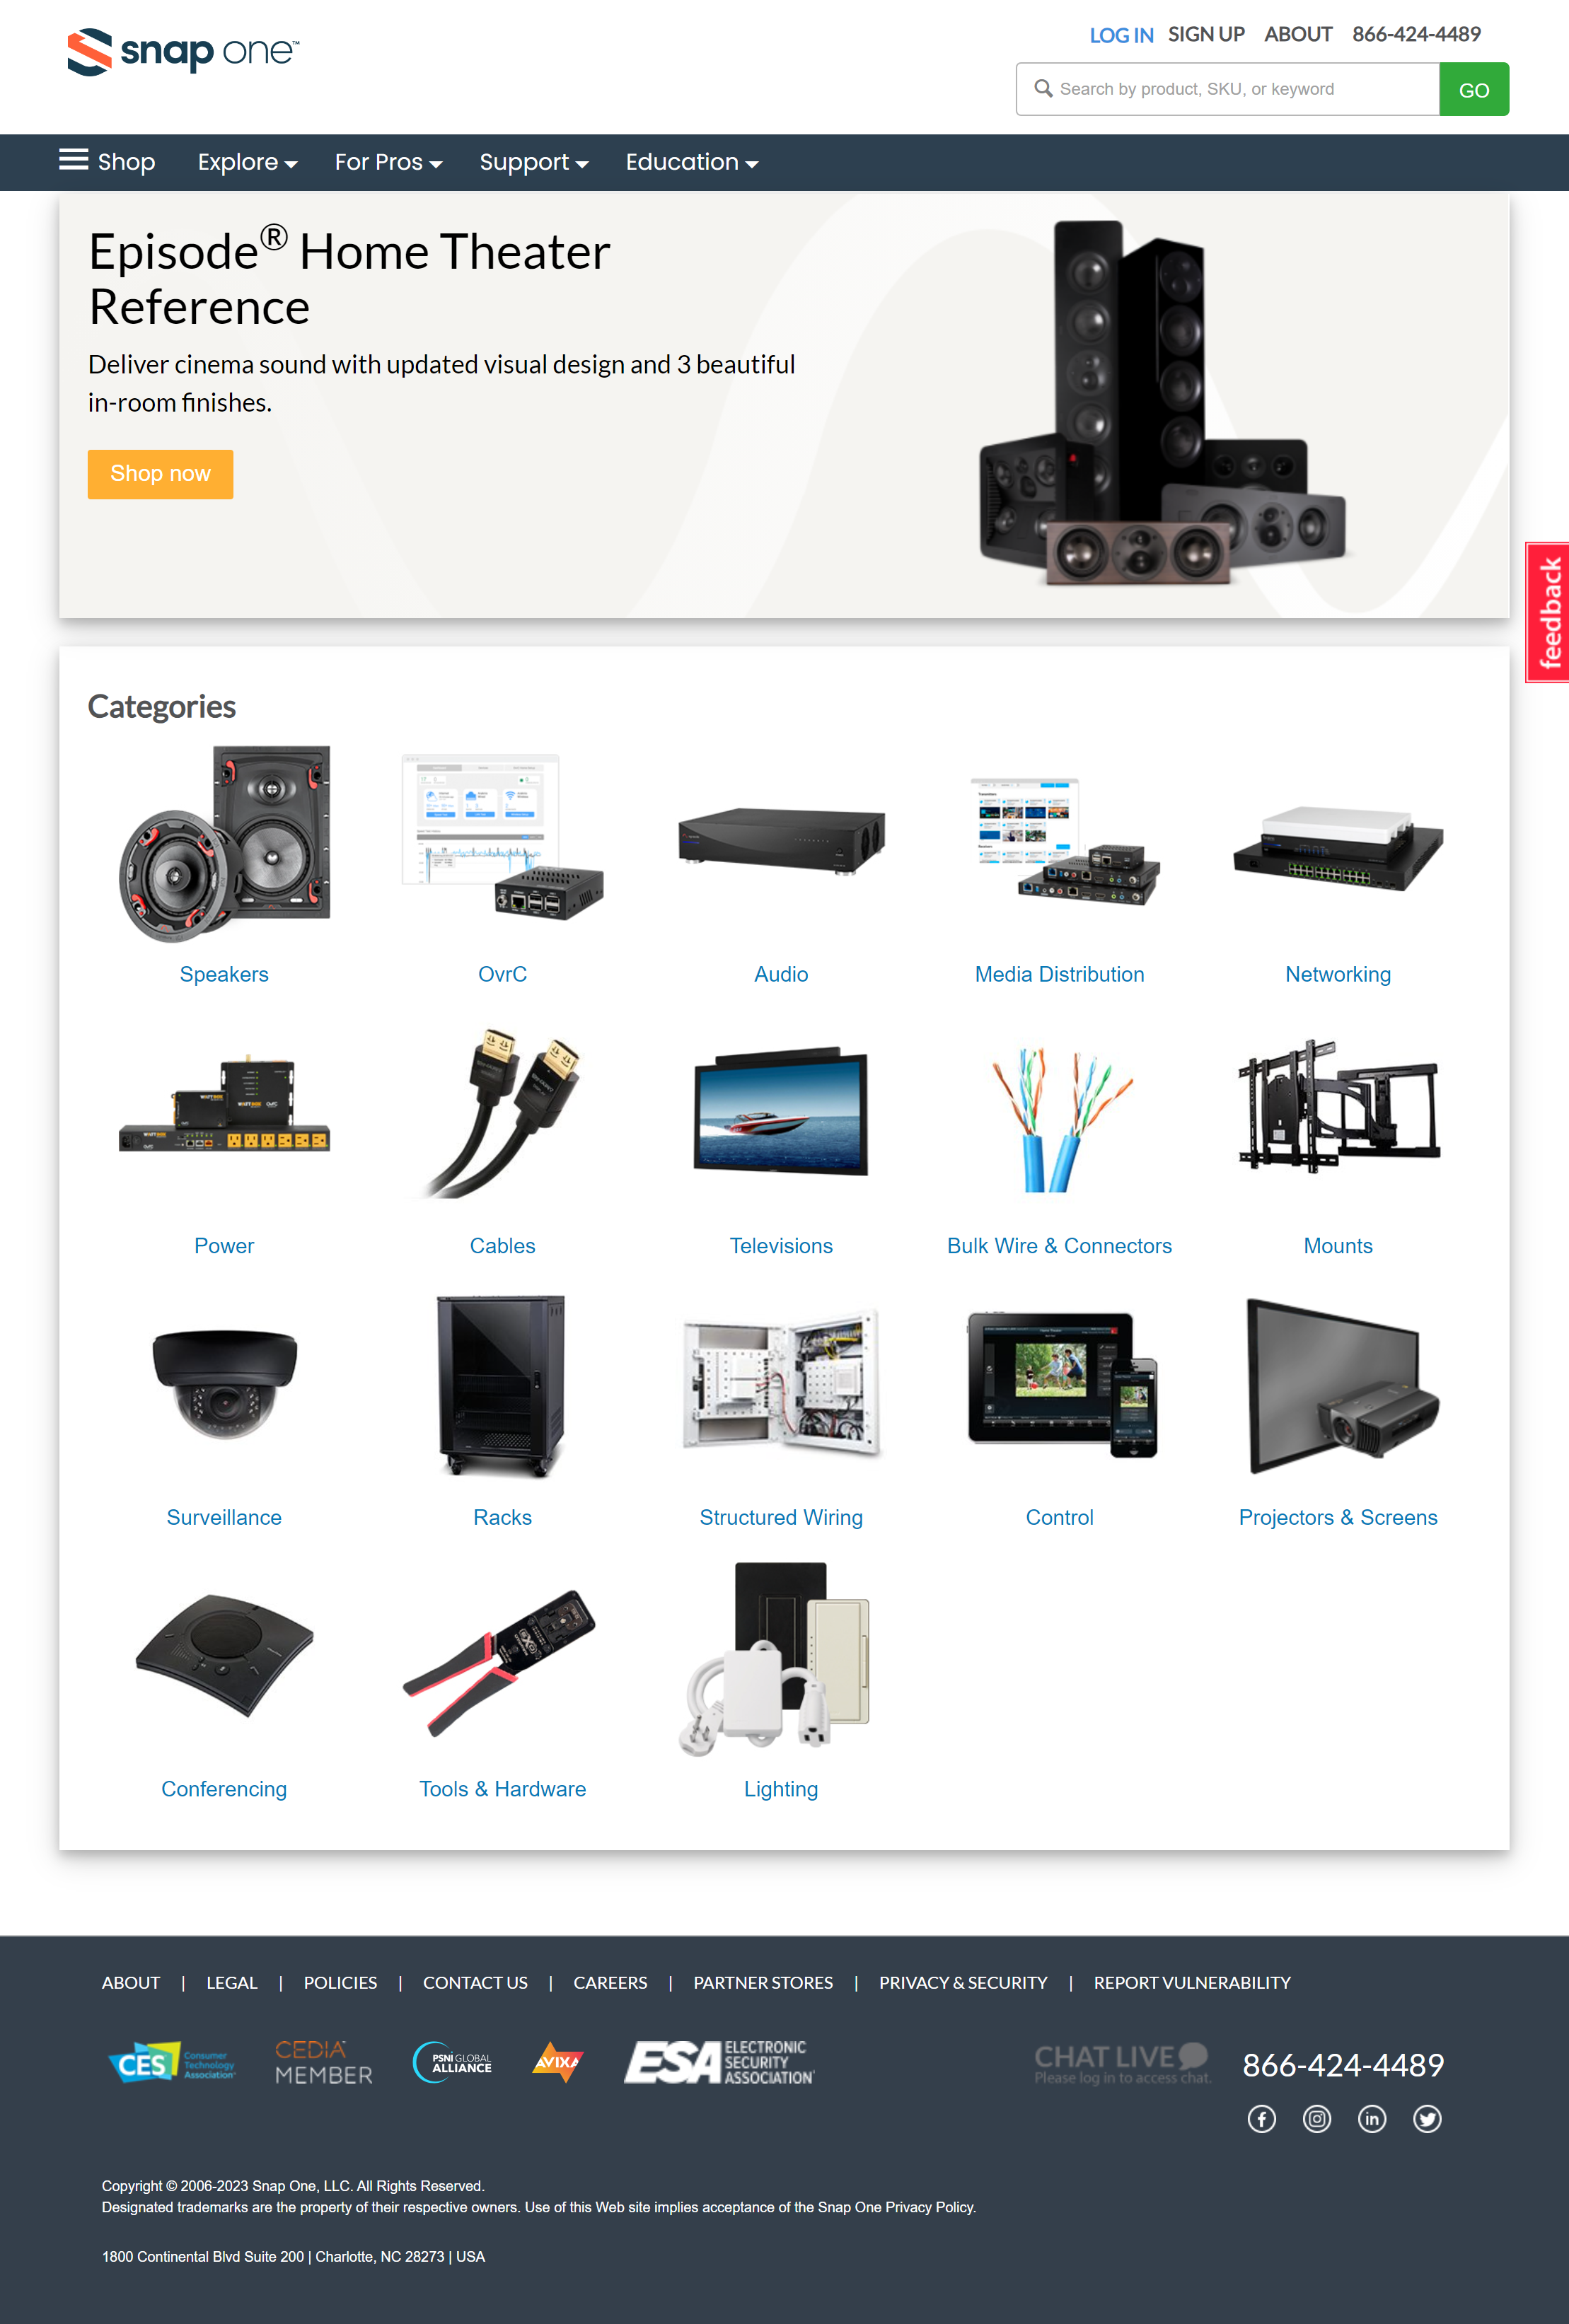 snap one™
LOG IN SIGN UP ABOUT 866-424-4489
Search by product, SKU, or keyword GO
Shop Explore For Pros Support Education
Episode® Home Theater
Reference
Deliver cinema sound with updated visual design and 3 beautiful
in-room finishes.
Shop now
feedback
Categories
Speakers OvrC Audio Media Distribution Networking
Power Cables Televisions Bulk Wire & Connectors Mounts
Surveillance Racks Structured Wiring Control Projectors & Screens
Conferencing Tools & Hardware Lighting
ABOUT | LEGAL | POLICIES | CONTACT US | CAREERS | PARTNER STORES | PRIVACY & SECURITY | REPORT VULNERABILITY
CES Consumer Technology Association
CEDIA MEMBER
PSNI GLOBAL ALLIANCE
AVIXA
ESA ELECTRONIC SECURITY ASSOCIATION
CHAT LIVE
Please log in to access chat.
866-424-4489
Copyright © 2006-2023 Snap One, LLC. All Rights Reserved.
Designated trademarks are the property of their respective owners. Use of this Web site implies acceptance of the Snap One Privacy Policy.
1800 Continental Blvd Suite 200 | Charlotte, NC 28273 | USA